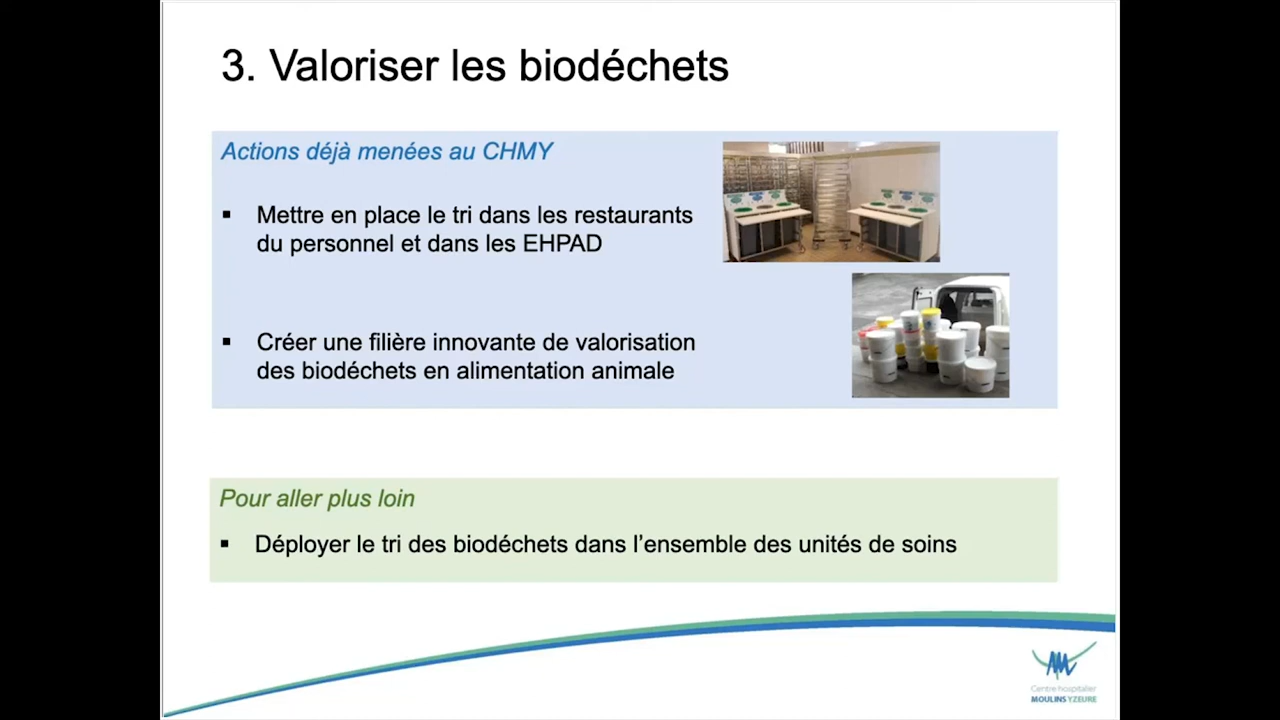 3. Valoriser les biodéchets
Actions déjà menées au CHMY
▪ Mettre en place le tri dans les restaurants
du personnel et dans les EHPAD
▪ Créer une filière innovante de valorisation
des biodéchets en alimentation animale
Pour aller plus loin
▪ Déployer le tri des biodéchets dans l’ensemble des unités de soins
Centre hospitalier
MOULINS YZEURE